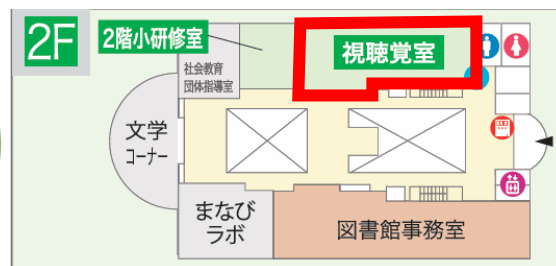 2F
2階小研修室
視聴覚室
社会教育
団体指導室
文学
コーナー
まなび
ラボ
図書館事務室